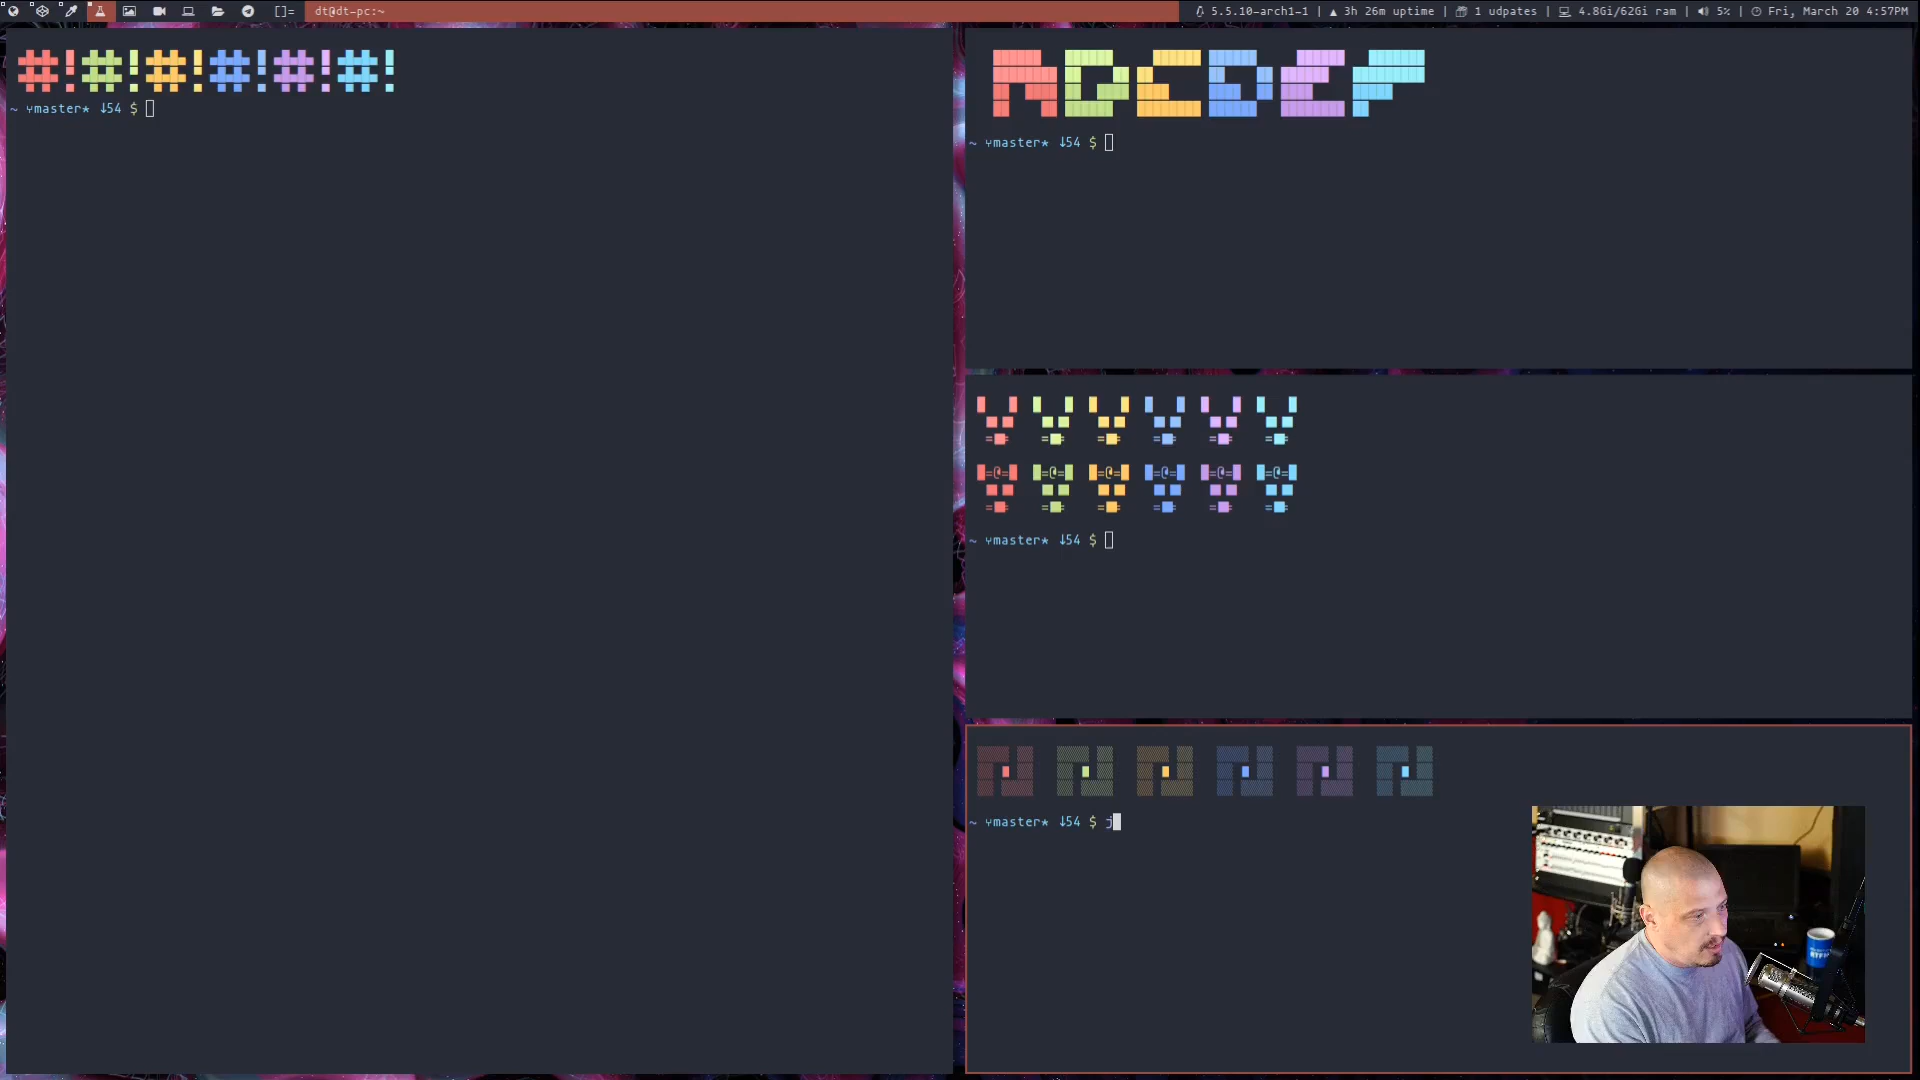 []= dt@dt-pc:~ 5.5.10-arch1-1 | ▲ 3h 26m uptime | 1 udpates | 4.8Gi/62Gi ram | 5% | Fri, March 20 4:57PM
#!#!#!#!#!#!
~ master* ↓54 $
ABCDEF
~ master* ↓54 $
~ master* ↓54 $
~ master* ↓54 $ j